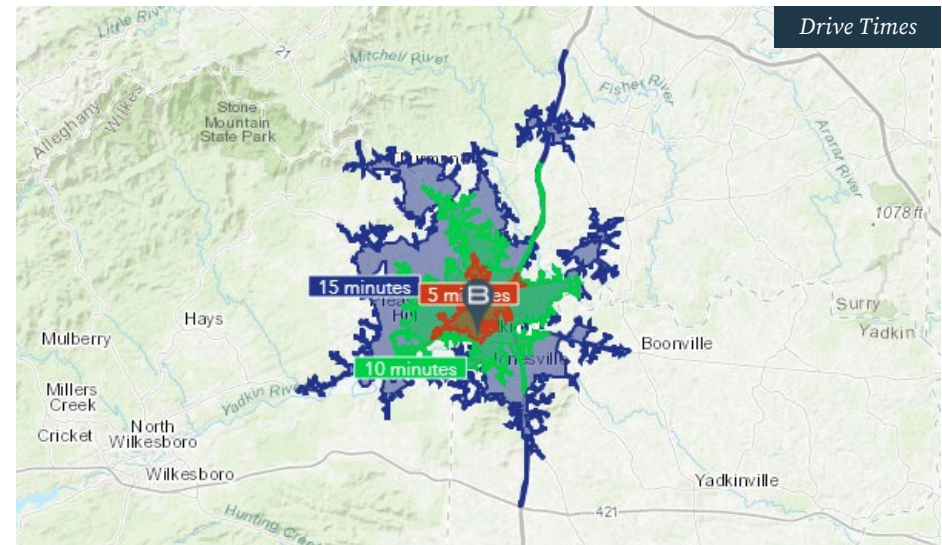 Drive Times
Little River
21
Mitchell River
Fisher River
Alleghany
Wilkes
Stone
Mountain
State Park
Ararat River
1078 ft
15 minutes
5 minutes
B
Surry
Yadkin
Hays
Mulberry
Boonville
Jonesville
10 minutes
Millers
Creek
Yadkin River
North
Wilkesboro
Cricket
Wilkesboro
Yadkinville
421
Hunting Creek